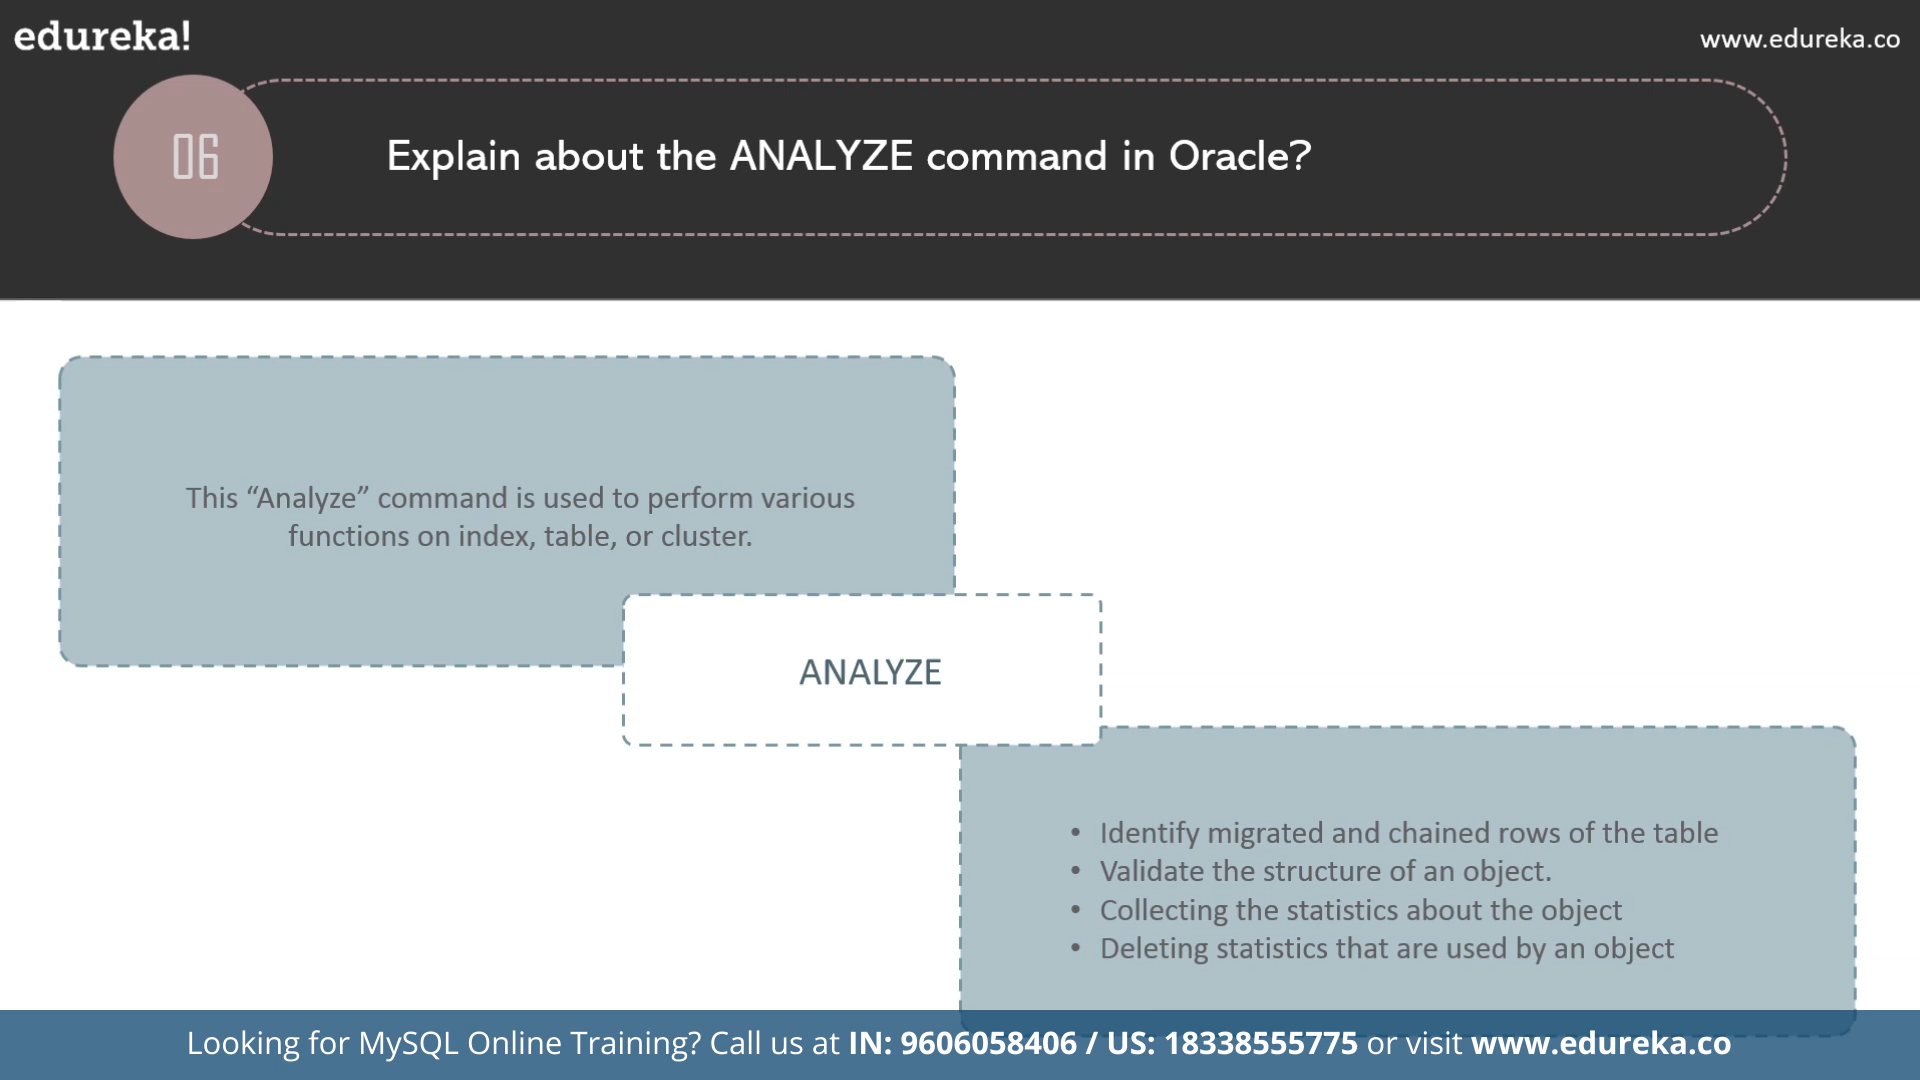 edureka!
www.edureka.co
06
Explain about the ANALYZE command in Oracle?
This “Analyze” command is used to perform various
functions on index, table, or cluster.
ANALYZE
• Identify migrated and chained rows of the table
• Validate the structure of an object.
• Collecting the statistics about the object
• Deleting statistics that are used by an object
Looking for MySQL Online Training? Call us at IN: 9606058406 / US: 18338555775 or visit www.edureka.co